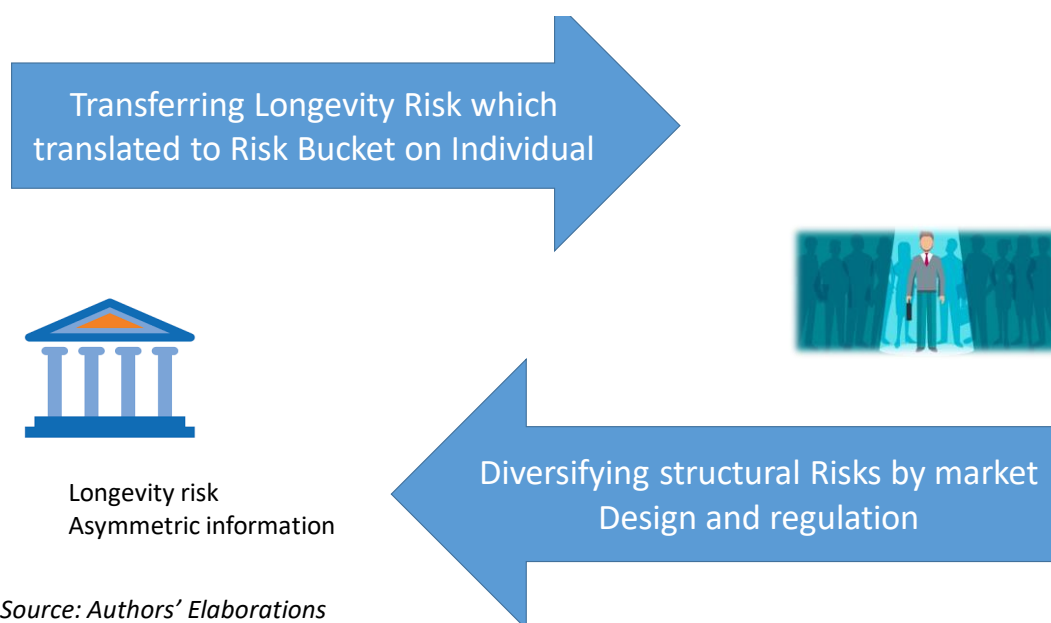 Transferring Longevity Risk which
translated to Risk Bucket on Individual
Longevity risk
Asymmetric information
Diversifying structural Risks by market
Design and regulation
Source: Authors’ Elaborations